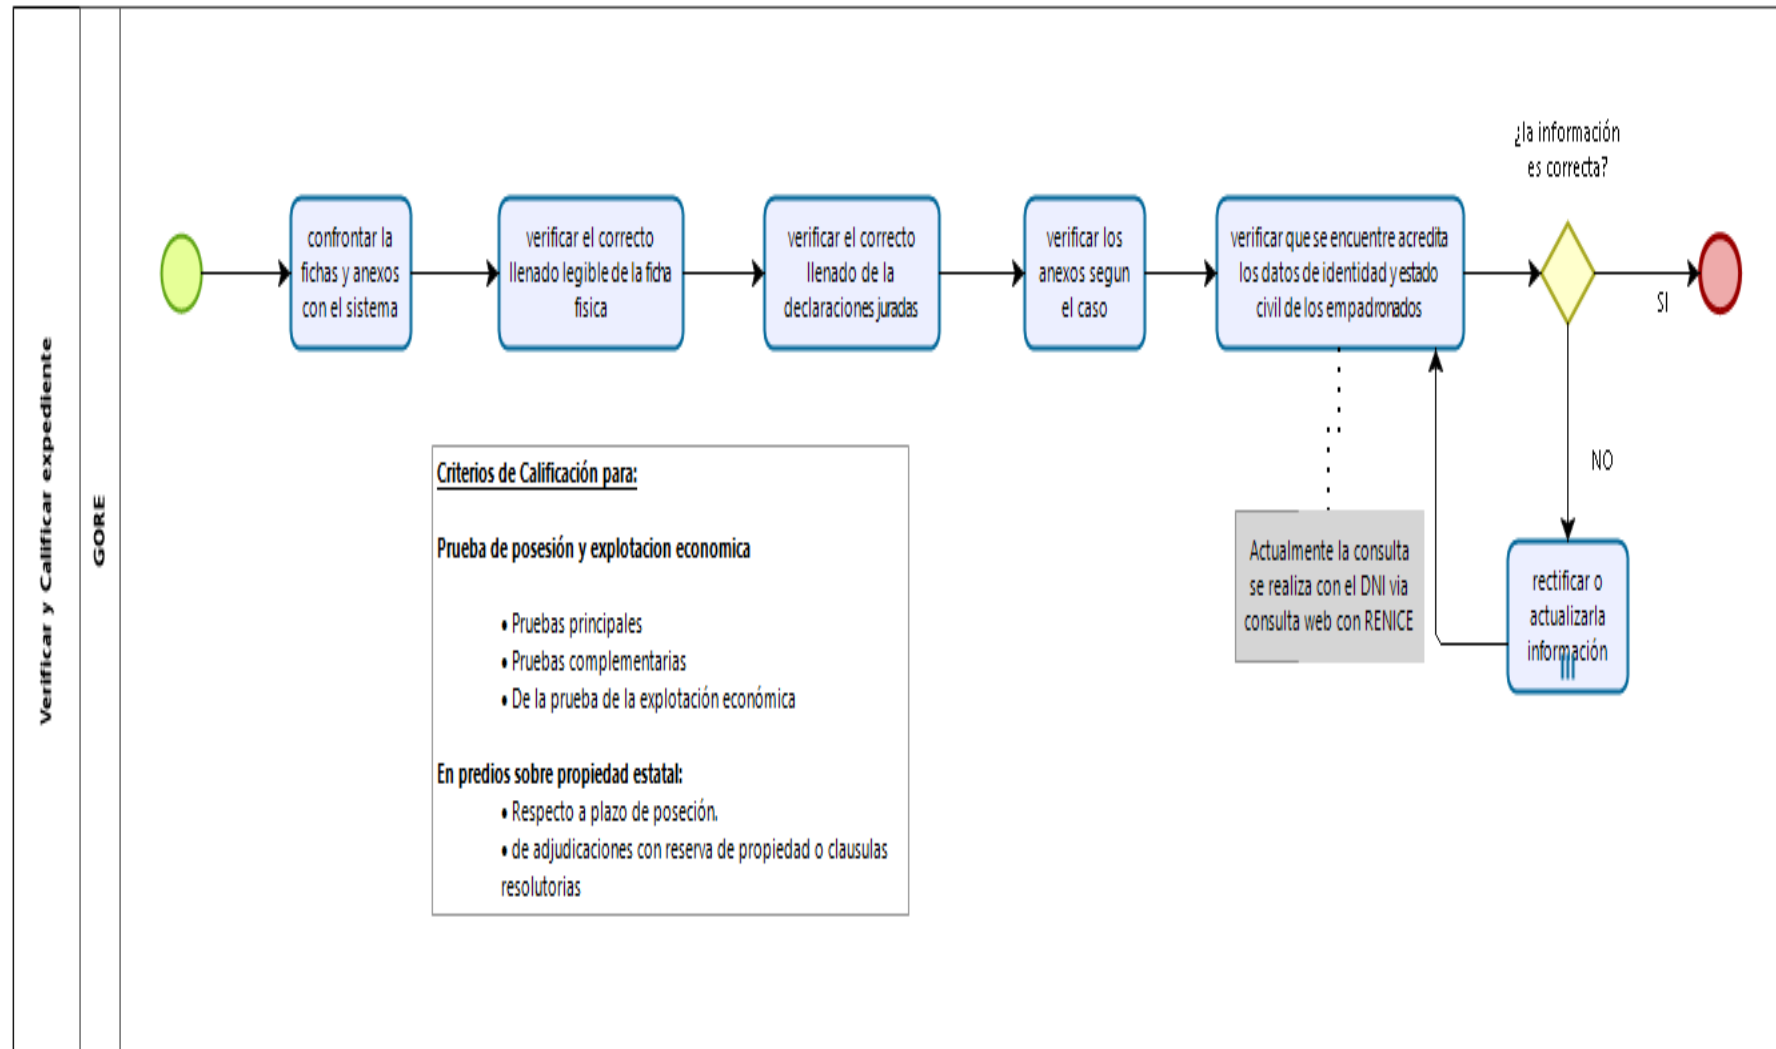 Verificar y Calificar expediente
GORE
confrontar la
fichas y anexos
con el sistema
verificar el correcto
llenado legible de la ficha
fisica
verificar el correcto
llenado de la
declaraciones juradas
verificar los
anexos segun
el caso
verificar que se encuentre acredita
los datos de identidad y estado
civil de los empadronados
¿la información
es correcta?
SI
NO
rectificar o
actualizarla
información
Actualmente la consulta
se realiza con el DNI via
consulta web con RENICE
Criterios de Calificación para:
Prueba de posesión y explotacion economica
• Pruebas principales
• Pruebas complementarias
• De la prueba de la explotación económica
En predios sobre propiedad estatal:
• Respecto a plazo de poseción.
• de adjudicaciones con reserva de propiedad o clausulas
resolutorias